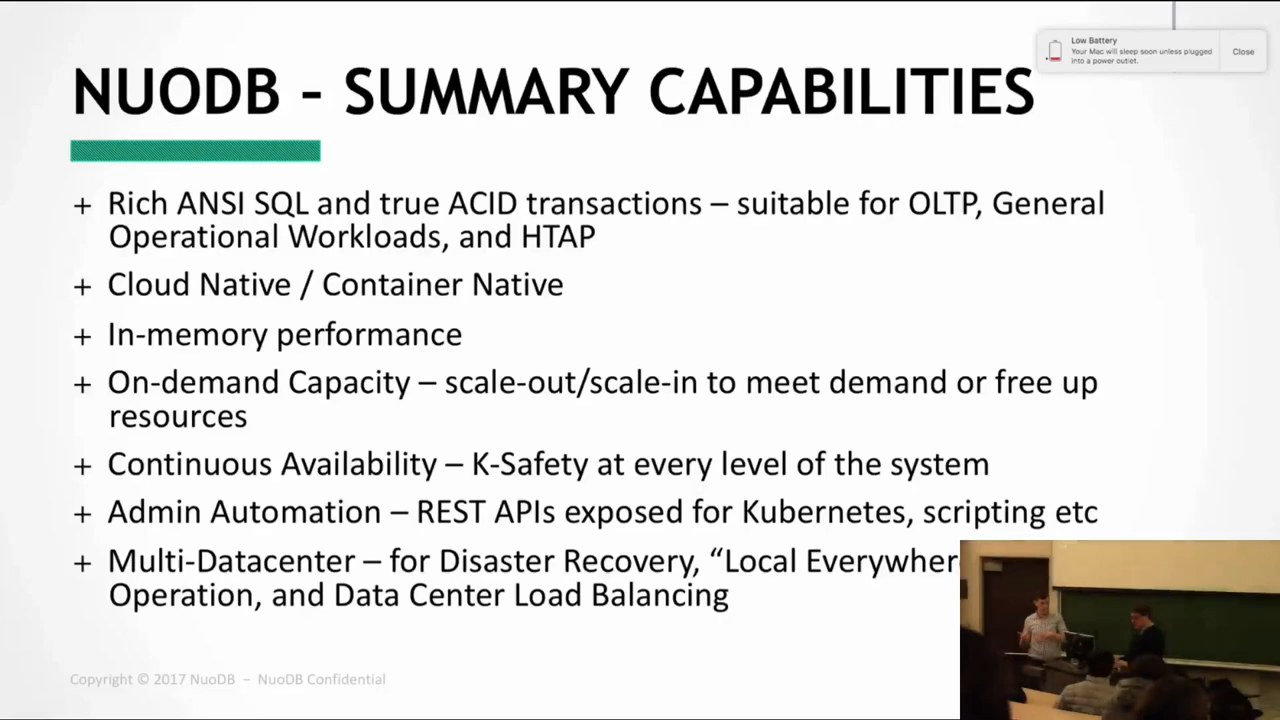 Low Battery
Your Mac will sleep soon unless plugged
into a power outlet.
Close
NUODB – SUMMARY CAPABILITIES
+ Rich ANSI SQL and true ACID transactions – suitable for OLTP, General
Operational Workloads, and HTAP
+ Cloud Native / Container Native
+ In-memory performance
+ On-demand Capacity – scale-out/scale-in to meet demand or free up
resources
+ Continuous Availability – K-Safety at every level of the system
+ Admin Automation – REST APIs exposed for Kubernetes, scripting etc
+ Multi-Datacenter – for Disaster Recovery, “Local Everywher
Operation, and Data Center Load Balancing
Copyright © 2017 NuoDB – NuoDB Confidential